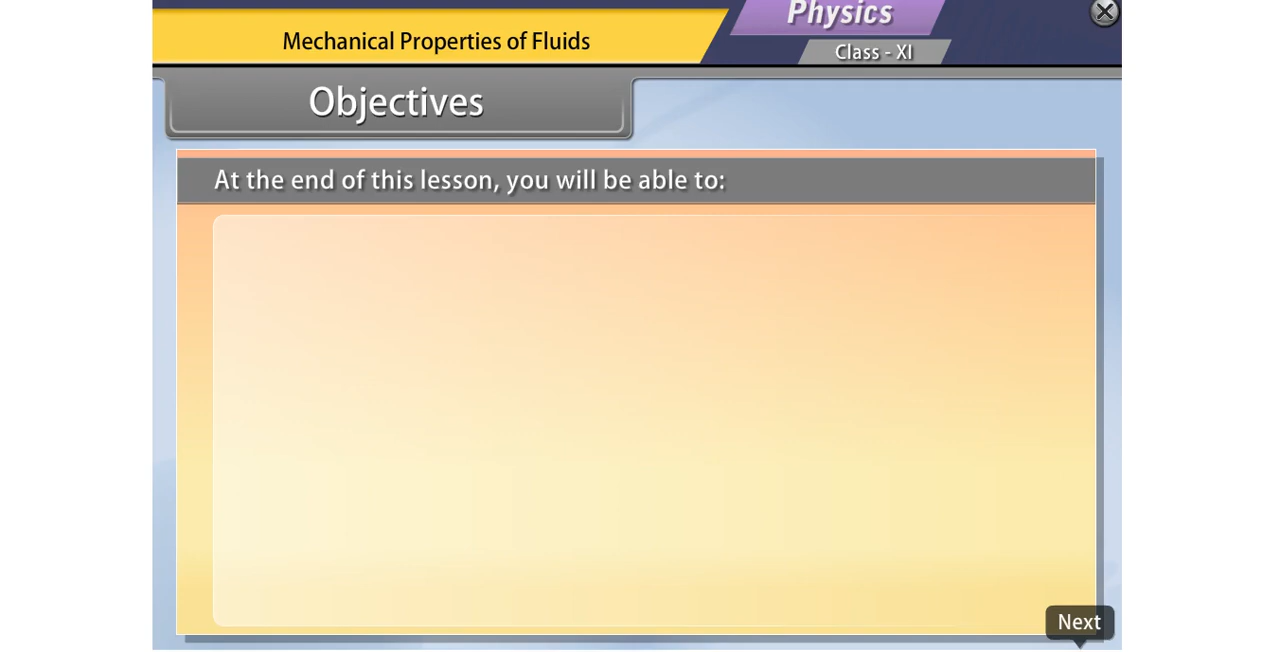 Mechanical Properties of Fluids
Physics
Class - XI
Objectives
At the end of this lesson, you will be able to:
Next